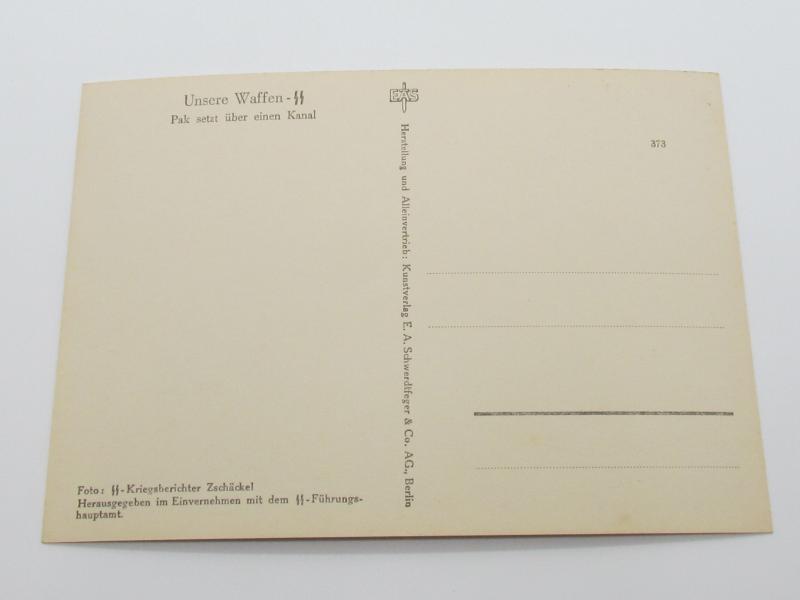 Unsere Waffen-ᛋᛋ
Pak setzt über einen Kanal
EAS
373
Herstellung und Alleinvertrieb: Kunstverlag E. A. Schwerdtfeger & Co. AG., Berlin
Foto: ᛋᛋ-Kriegsberichter Zschäckel
Herausgegeben im Einvernehmen mit dem ᛋᛋ-Führungs-
hauptamt.